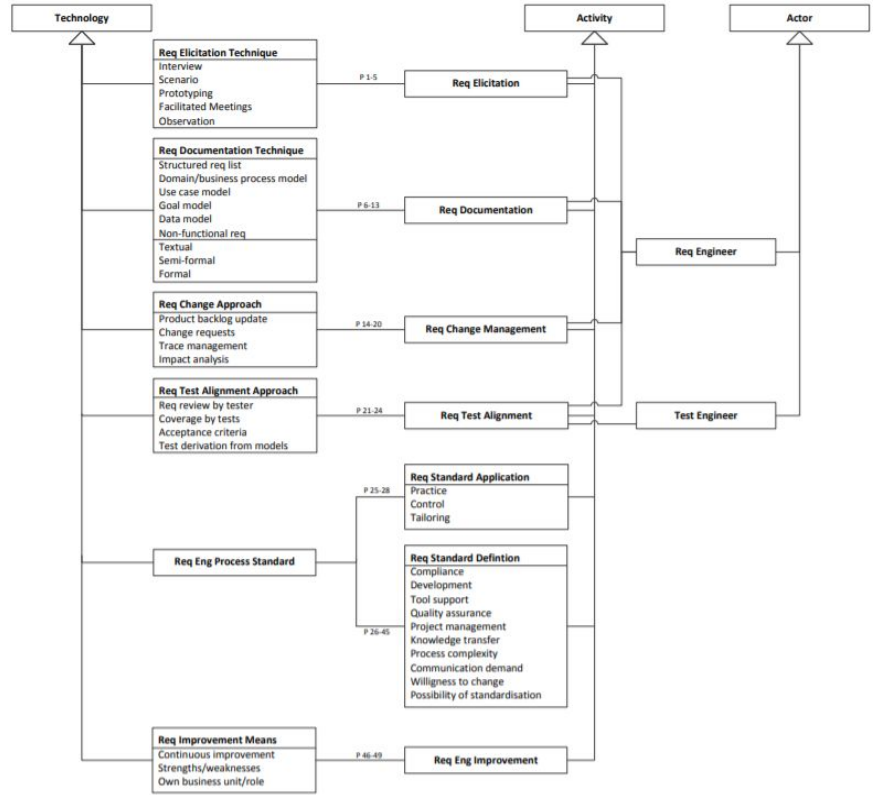 Technology
Activity
Actor
Req Elicitation Technique
Interview
Scenario
Prototyping
Facilitated Meetings
Observation
P 1-5
Req Elicitation
Req Documentation Technique
Structured req list
Domain/business process model
Use case model
Goal model
Data model
Non-functional req
Textual
Semi-formal
Formal
P 6-13
Req Documentation
Req Engineer
Req Change Approach
Product backlog update
Change requests
Trace management
Impact analysis
P 14-20
Req Change Management
Req Test Alignment Approach
Req review by tester
Coverage by tests
Acceptance criteria
Test derivation from models
P 21-24
Req Test Alignment
Test Engineer
Req Eng Process Standard
P 25-28
Req Standard Application
Practice
Control
Tailoring
P 26-45
Req Standard Defintion
Compliance
Development
Tool support
Quality assurance
Project management
Knowledge transfer
Process complexity
Communication demand
Willigness to change
Possibility of standardisation
Req Improvement Means
Continuous improvement
Strengths/weaknesses
Own business unit/role
P 46-49
Req Eng Improvement